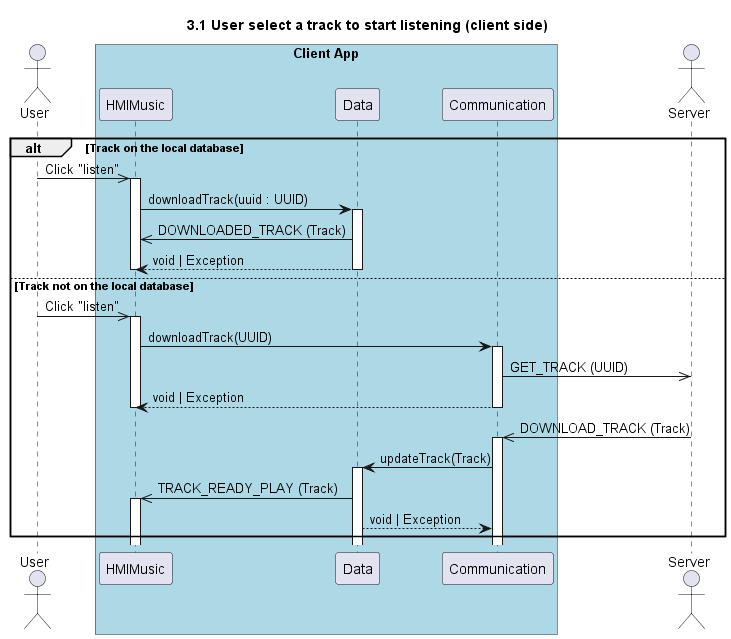 3.1 User select a track to start listening (client side)
Client App
User
HMIMusic
Data
Communication
Server
alt
[Track on the local database]
Click "listen"
downloadTrack(uuid : UUID)
DOWNLOADED_TRACK (Track)
void | Exception
[Track not on the local database]
Click "listen"
downloadTrack(UUID)
GET_TRACK (UUID)
void | Exception
DOWNLOAD_TRACK (Track)
updateTrack(Track)
TRACK_READY_PLAY (Track)
void | Exception
User
HMIMusic
Data
Communication
Server